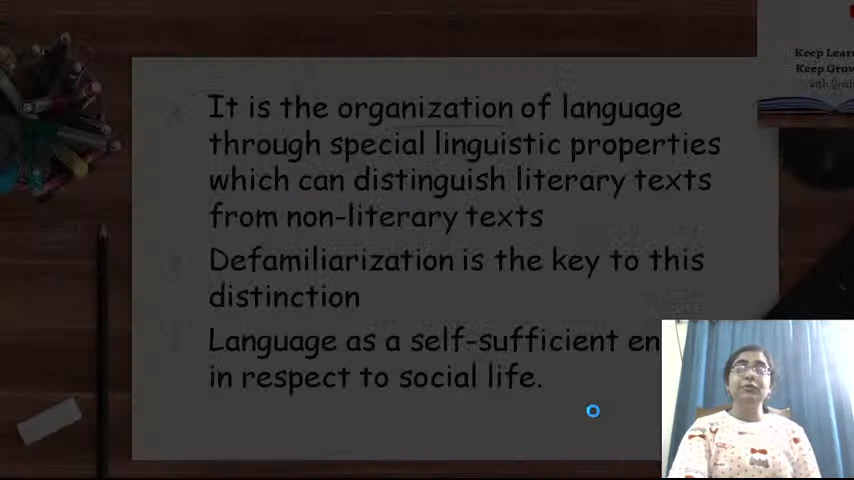 Keep Lear
Keep Grow
It is the organization of language
through special linguistic properties
which can distinguish literary texts
from non-literary texts
Defamiliarization is the key to this
distinction
Language as a self-sufficient en
in respect to social life.